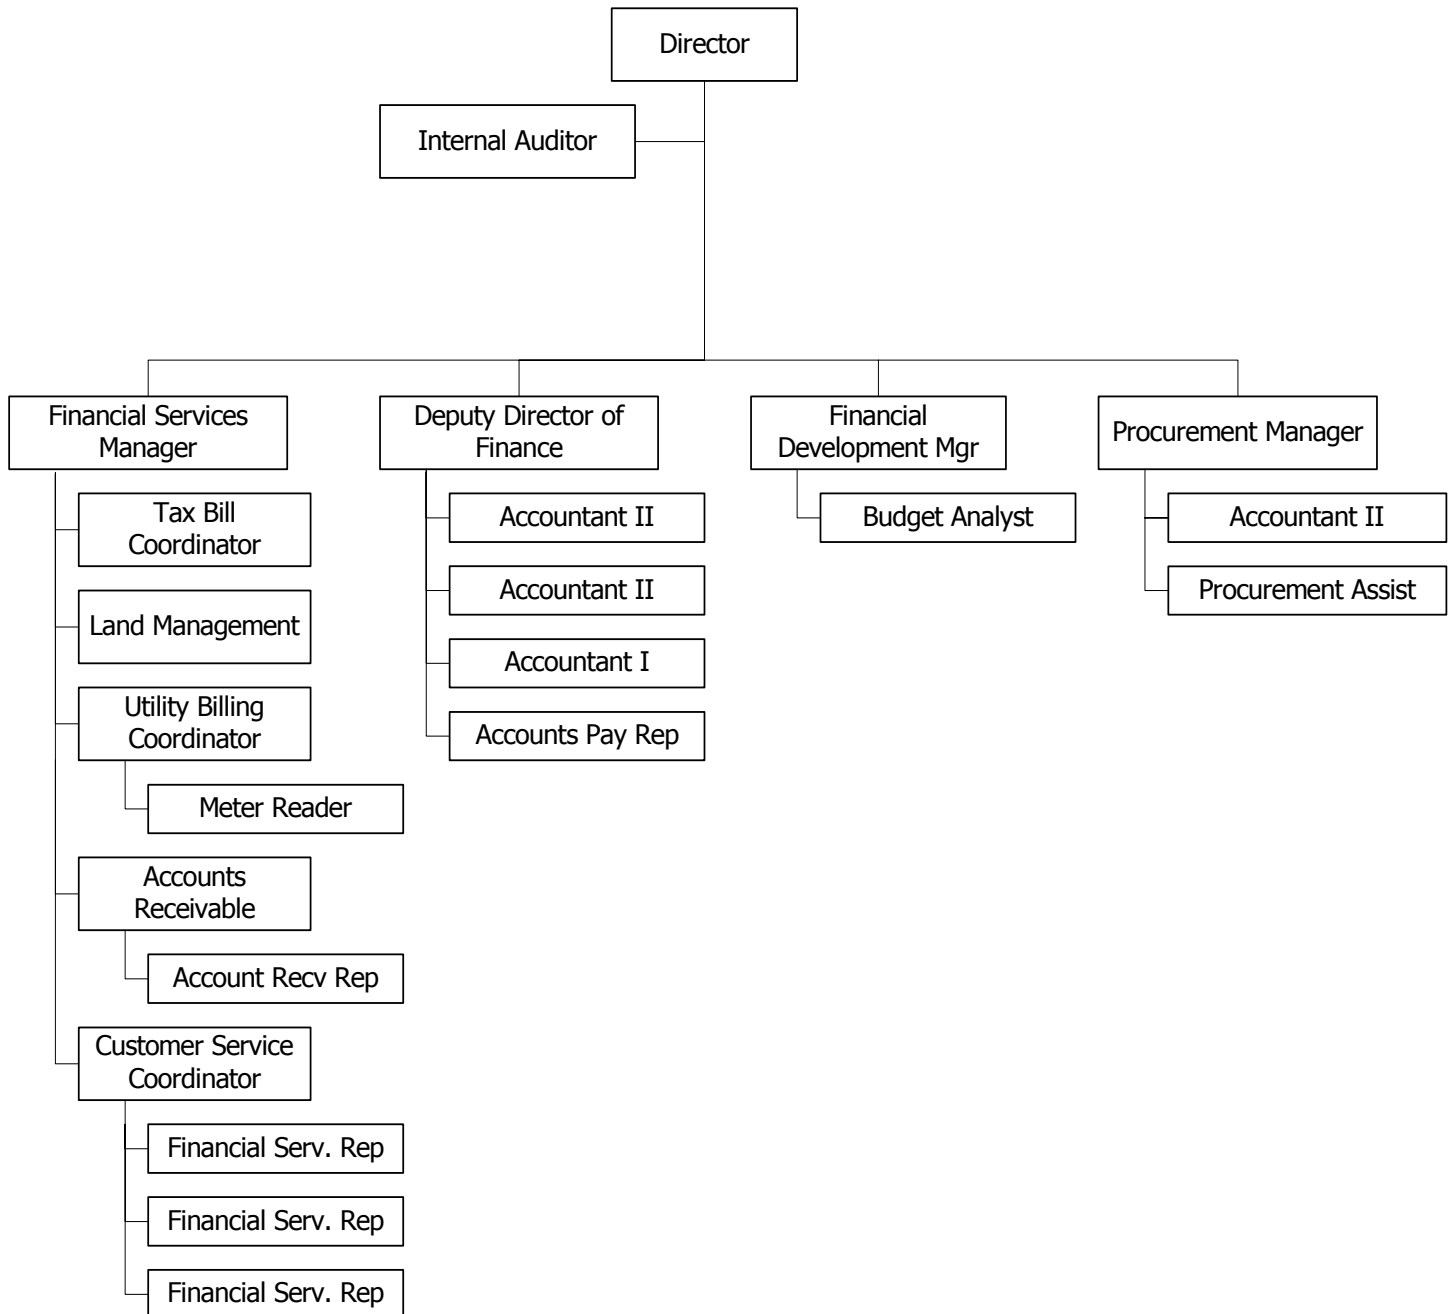 Director
Internal Auditor
Financial Services
Manager
Tax Bill
Coordinator
Land Management
Utility Billing
Coordinator
Meter Reader
Accounts
Receivable
Account Recv Rep
Customer Service
Coordinator
Financial Serv. Rep
Financial Serv. Rep
Financial Serv. Rep
Deputy Director of
Finance
Accountant II
Accountant II
Accountant I
Accounts Pay Rep
Financial
Development Mgr
Budget Analyst
Procurement Manager
Accountant II
Procurement Assist